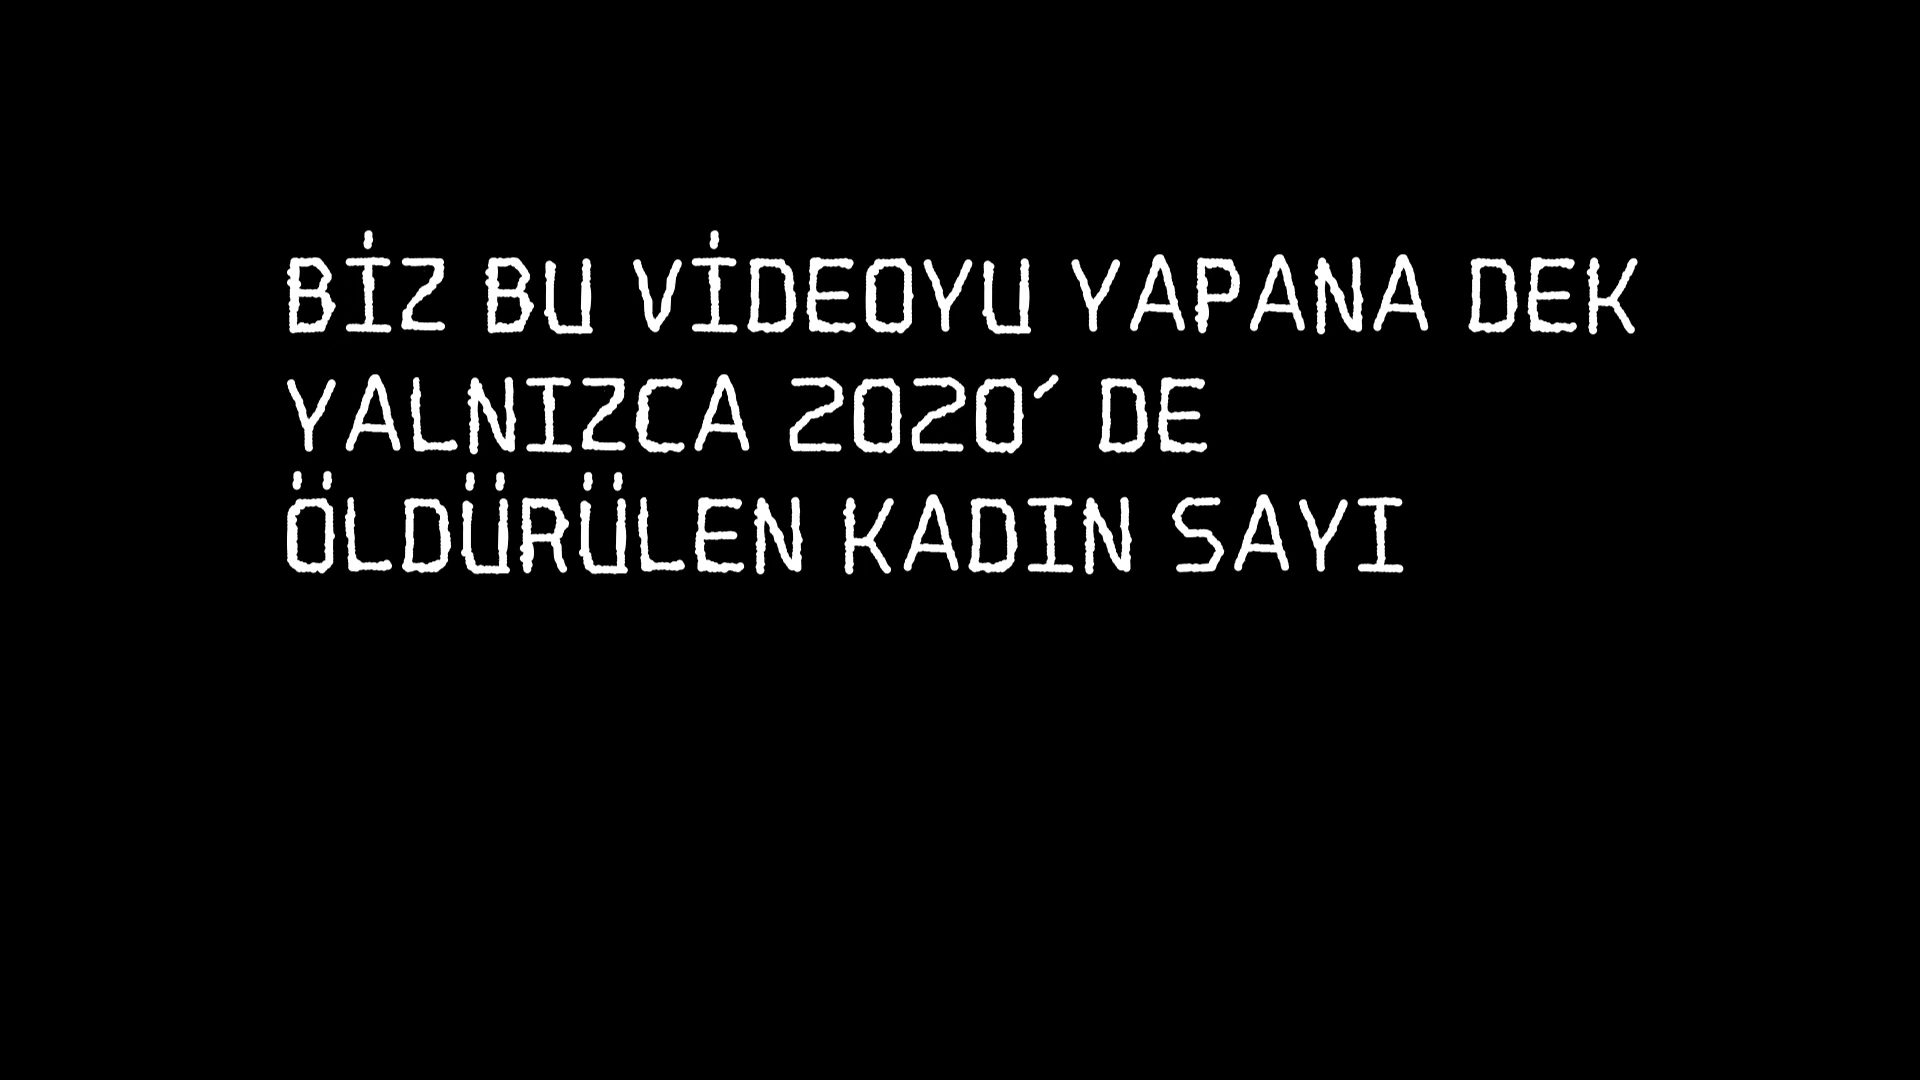 BİZ BU VİDEOYU YAPANA DEK
YALNIZCA 2020´ DE
ÖLDÜRÜLEN KADIN SAYI